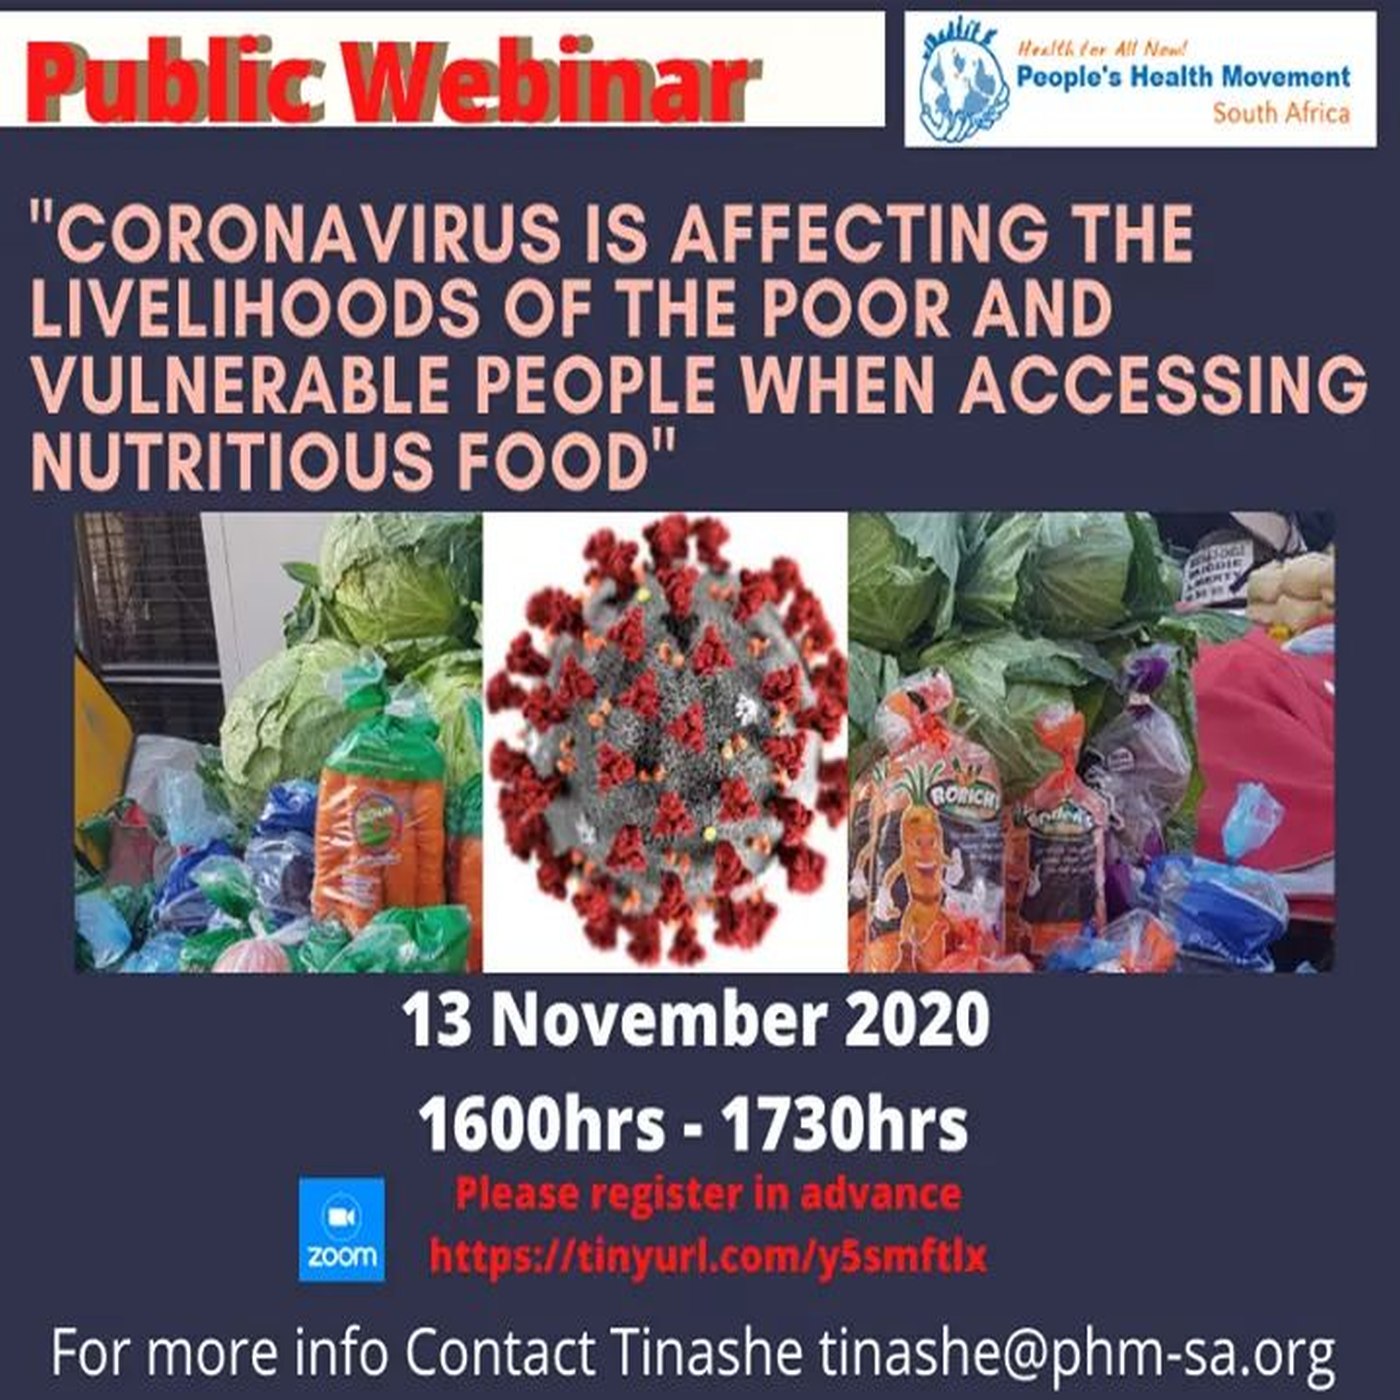 Public Webinar
Health for All Now!
People's Health Movement
South Africa
"CORONAVIRUS IS AFFECTING THE
LIVELIHOODS OF THE POOR AND
VULNERABLE PEOPLE WHEN ACCESSING
NUTRITIOUS FOOD"
RORICH
13 November 2020
1600hrs - 1730hrs
Please register in advance
zoom
https://tinyurl.com/y5smftlx
For more info Contact Tinashe tinashe@phm-sa.org